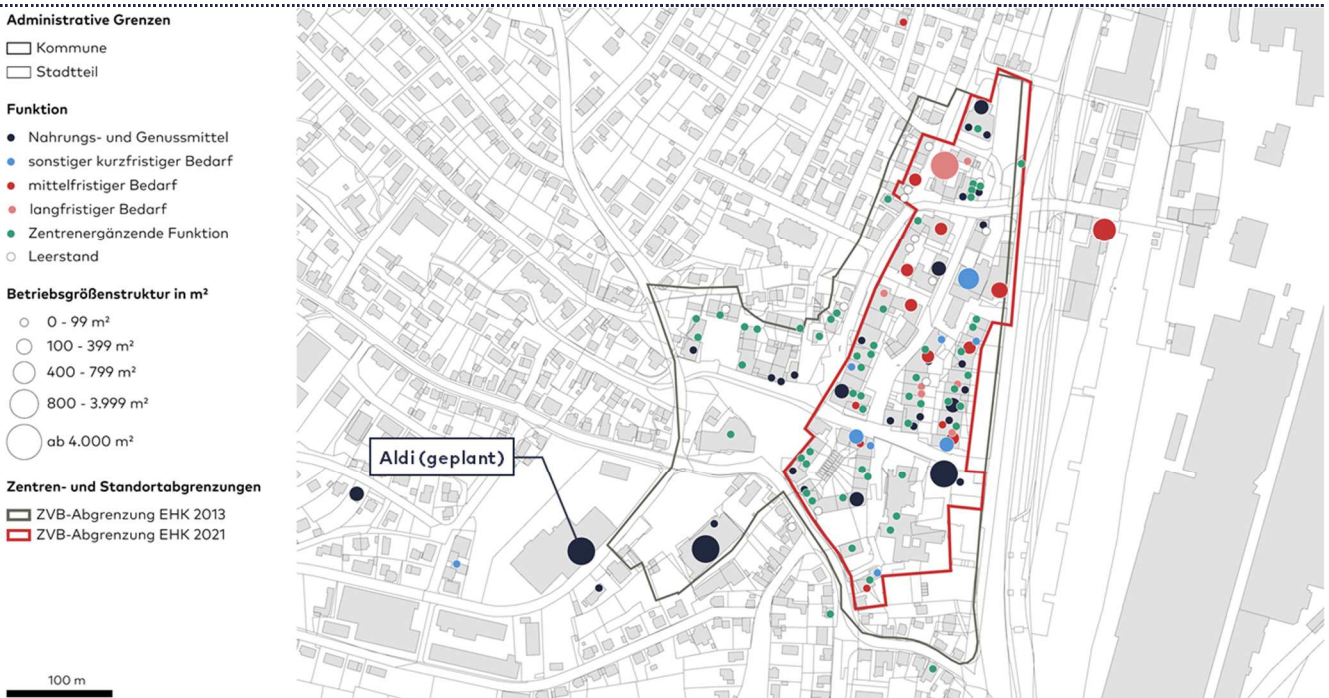 Administrative Grenzen
Kommune
Stadtteil
Funktion
Nahrungs- und Genussmittel
sonstiger kurzfristiger Bedarf
mittelfristiger Bedarf
langfristiger Bedarf
Zentrenergänzende Funktion
Leerstand
Betriebsgrößenstruktur in m²
0 - 99 m²
100 - 399 m²
400 - 799 m²
800 - 3.999 m²
ab 4.000 m²
Zentren- und Standortabgrenzungen
ZVB-Abgrenzung EHK 2013
ZVB-Abgrenzung EHK 2021
100 m
Aldi (geplant)